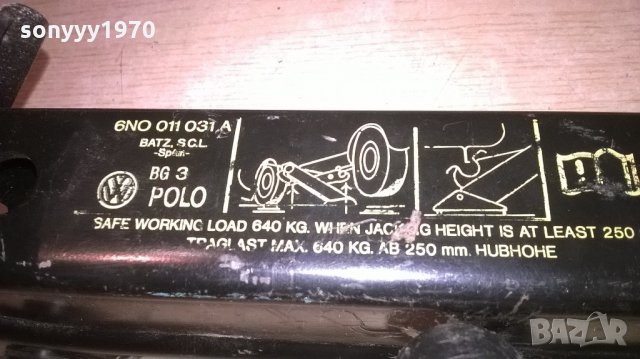 sonyyy1970
6NO 011 031 A
BATZ, S.C.L.
-Spain-
BG 3
POLO
SAFE WORKING LOAD 640 KG. WHEN JACKING HEIGHT IS AT LEAST 250
TRAGLAST MAX. 640 KG. AB 250 mm. HUBHOHE
BAZAR